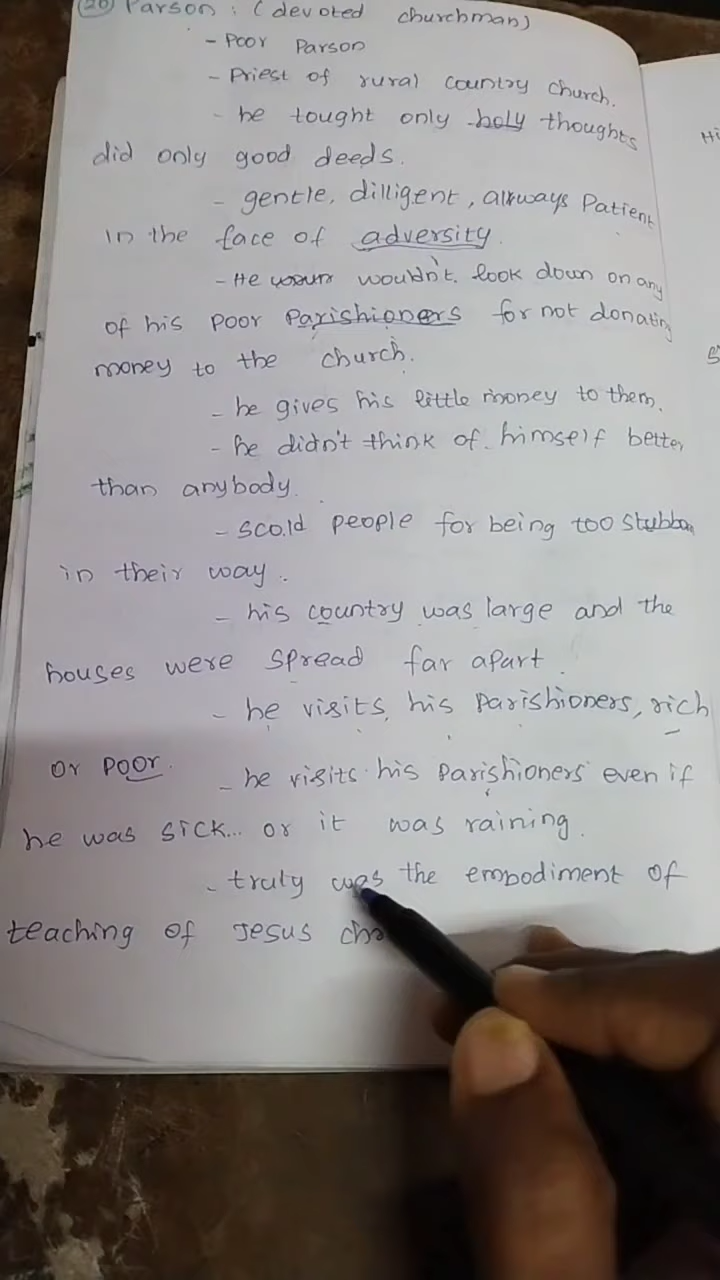 (20) Parson : (devoted churchman)
- Poor Parson
- Priest of rural country church.
- he tought only holy thoughts
did only good deeds.
- gentle, dilligent, always Patient
in the face of adversity.
- He wouldn't look down on any
of his poor Parishioners for not donating
money to the church.
- he gives his little money to them.
- he didn't think of himself better
than anybody.
- scold people for being too stubbon
in their way.
- his country was large and the
houses were spread far apart.
- he visits his Parishioners, rich
or poor.
- he visits his Parishioners even if
he was sick... or it was raining.
- truly was the embodiment of
teaching of Jesus
Hi